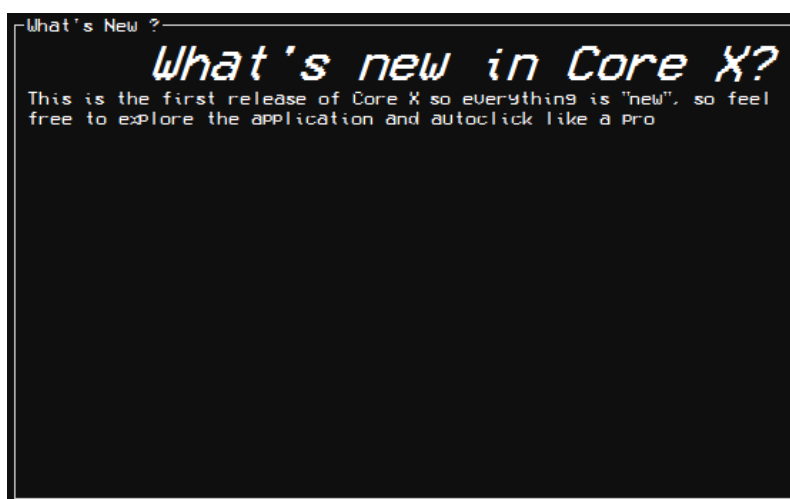 What's New ?
What's new in Core X?
This is the first release of Core X so everything is "new", so feel
free to explore the application and autoclick like a pro